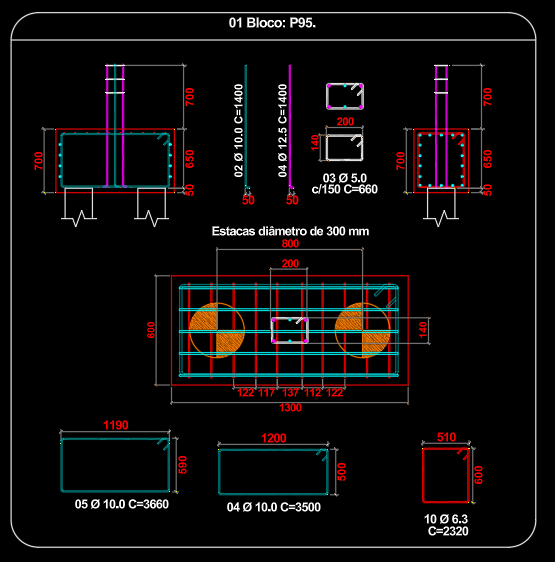 01 Bloco: P95.
700
700
650
50
02 Ø 10.0 C=1400
50
04 Ø 12.5 C=1400
50
200
140
03 Ø 5.0
c/150 C=660
700
700
650
50
Estacas diâmetro de 300 mm
800
200
600
140
122 117 137 112 122
1300
1190
590
05 Ø 10.0 C=3660
1200
500
04 Ø 10.0 C=3500
510
600
10 Ø 6.3
C=2320